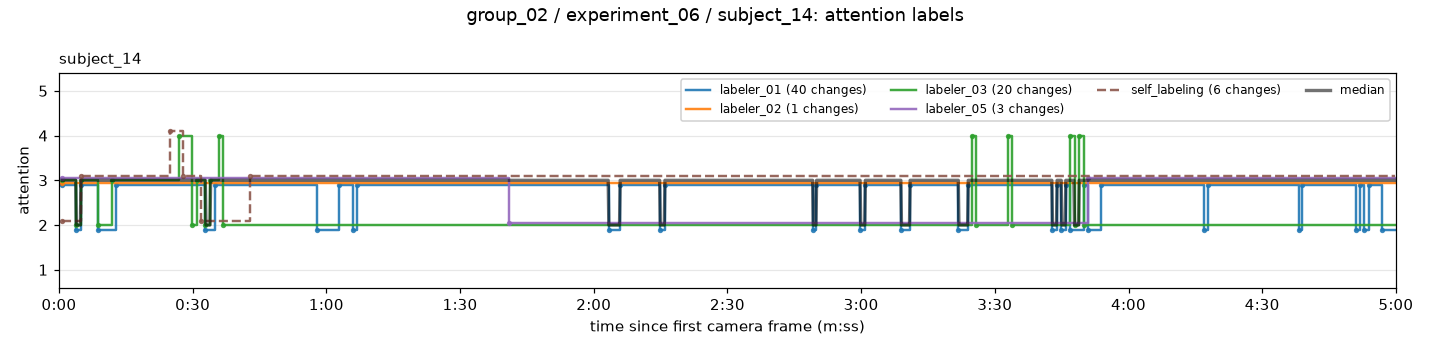 group_02 / experiment_06 / subject_14: attention labels
subject_14
labeler_01 (40 changes)
labeler_02 (1 changes)
labeler_03 (20 changes)
labeler_05 (3 changes)
self_labeling (6 changes)
median
attention
5
4
3
2
1
0:00 0:30 1:00 1:30 2:00 2:30 3:00 3:30 4:00 4:30 5:00
time since first camera frame (m:ss)